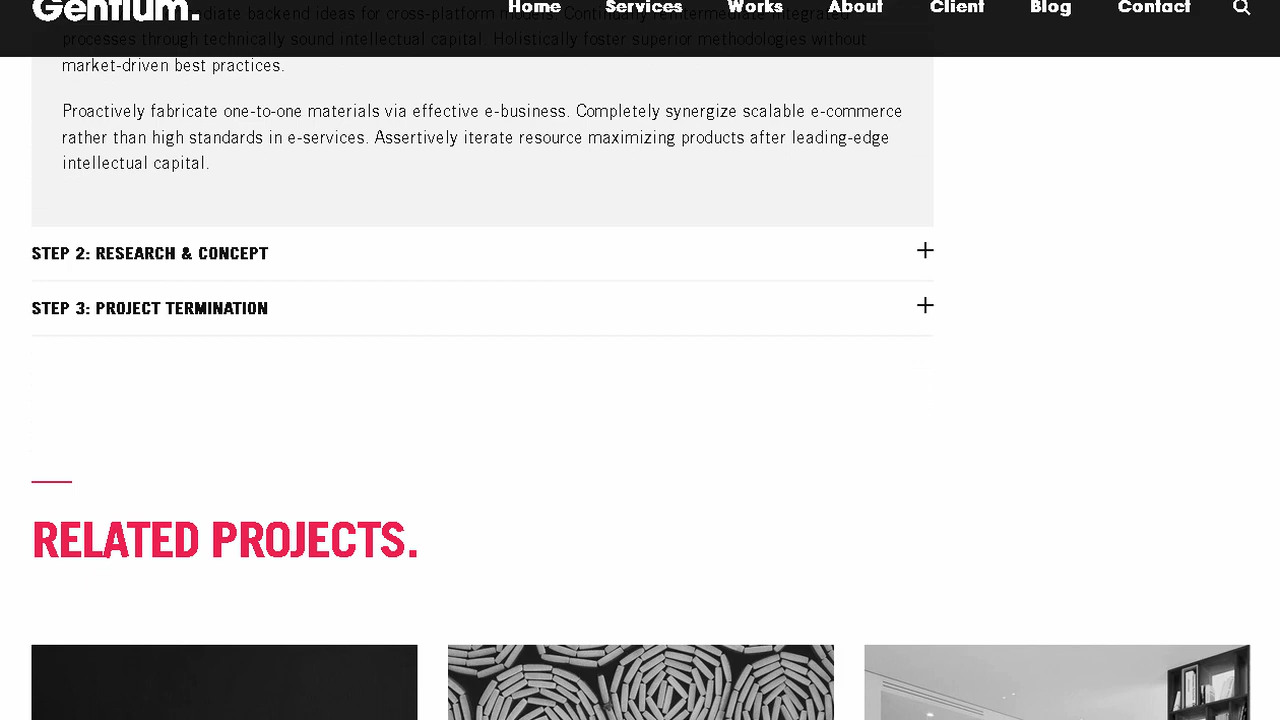 Gentium.
Home Services Works About Client Blog Contact
diate backend ideas for cross-platform models. Continually reintermediate integrated
processes through technically sound intellectual capital. Holistically foster superior methodologies without
market-driven best practices.
Proactively fabricate one-to-one materials via effective e-business. Completely synergize scalable e-commerce
rather than high standards in e-services. Assertively iterate resource maximizing products after leading-edge
intellectual capital.
STEP 2: RESEARCH & CONCEPT
STEP 3: PROJECT TERMINATION
RELATED PROJECTS.